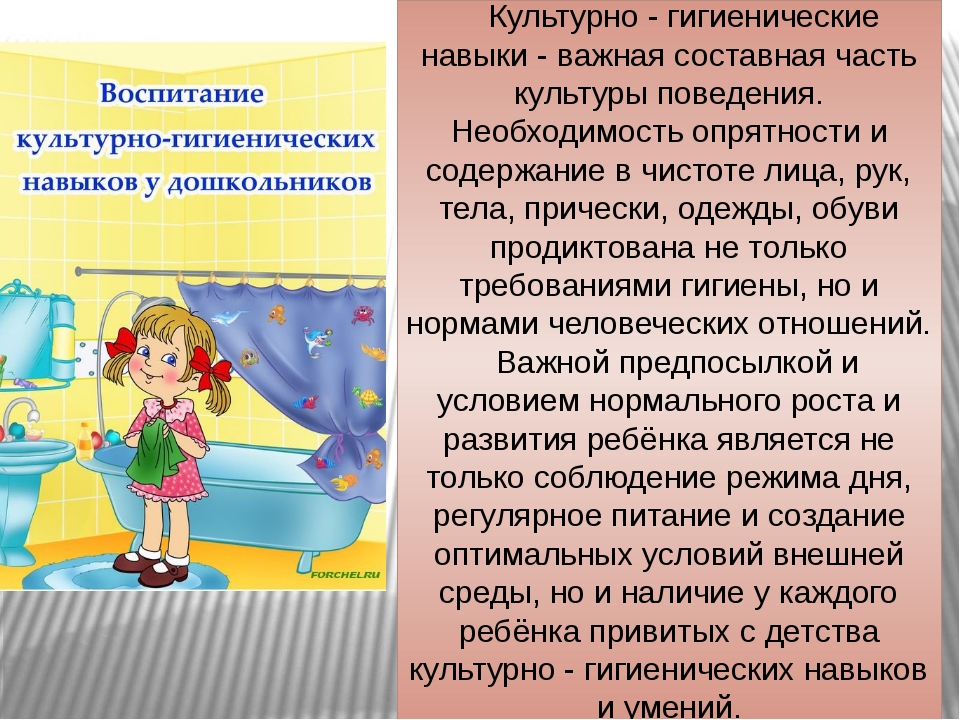 Воспитание
культурно-гигиенических
навыков у дошкольников
FORCHEL.RU
Культурно - гигиенические
навыки - важная составная часть
культуры поведения.
Необходимость опрятности и
содержание в чистоте лица, рук,
тела, прически, одежды, обуви
продиктована не только
требованиями гигиены, но и
нормами человеческих отношений.
Важной предпосылкой и
условием нормального роста и
развития ребёнка является не
только соблюдение режима дня,
регулярное питание и создание
оптимальных условий внешней
среды, но и наличие у каждого
ребёнка привитых с детства
культурно - гигиенических навыков
и умений.